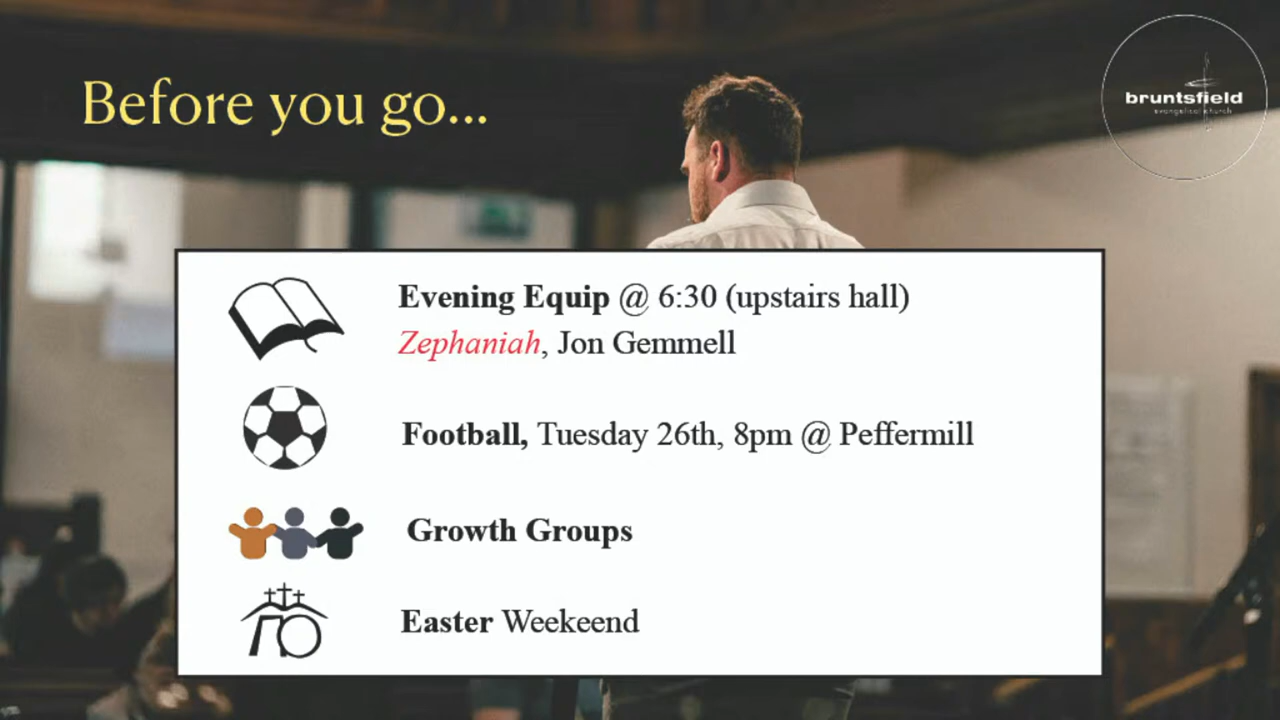 Before you go...
bruntsfield
evangelical church
Evening Equip @ 6:30 (upstairs hall)
Zephaniah, Jon Gemmell
Football, Tuesday 26th, 8pm @ Peffermill
Growth Groups
Easter Weekeend